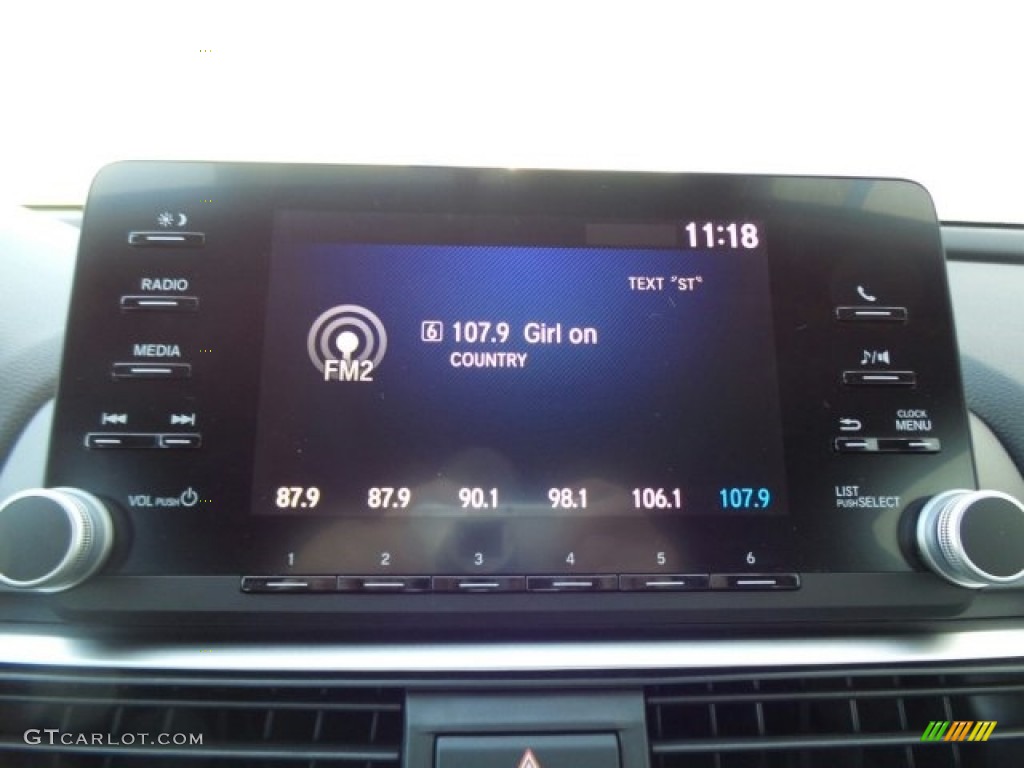 11:18
RADIO
TEXT "ST"
6 107.9 Girl on
MEDIA
COUNTRY
FM2
CLOCK
MENU
VOL PUSH
87.9 87.9 90.1 98.1 106.1 107.9
LIST
PUSH SELECT
1 2 3 4 5 6
GTCARLOT.COM